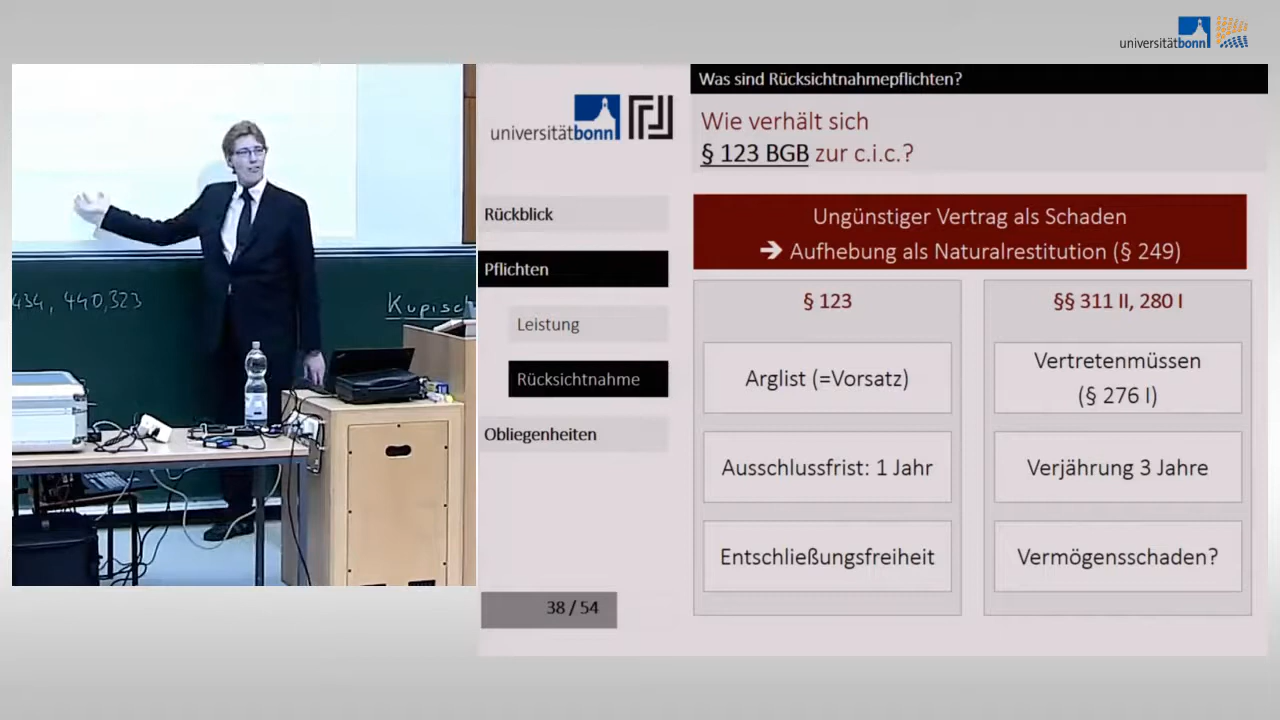 universitätbonn
434, 440,323
universitätbonn
Was sind Rücksichtnahmepflichten?
Wie verhält sich
§ 123 BGB zur c.i.c.?
Rückblick
Pflichten
Leistung
Rücksichtnahme
Obliegenheiten
38 / 54
Ungünstiger Vertrag als Schaden
➔ Aufhebung als Naturalrestitution (§ 249)
§ 123
Arglist (=Vorsatz)
Ausschlussfrist: 1 Jahr
Entschließungsfreiheit
§§ 311 II, 280 I
Vertretenmüssen
(§ 276 I)
Verjährung 3 Jahre
Vermögensschaden?